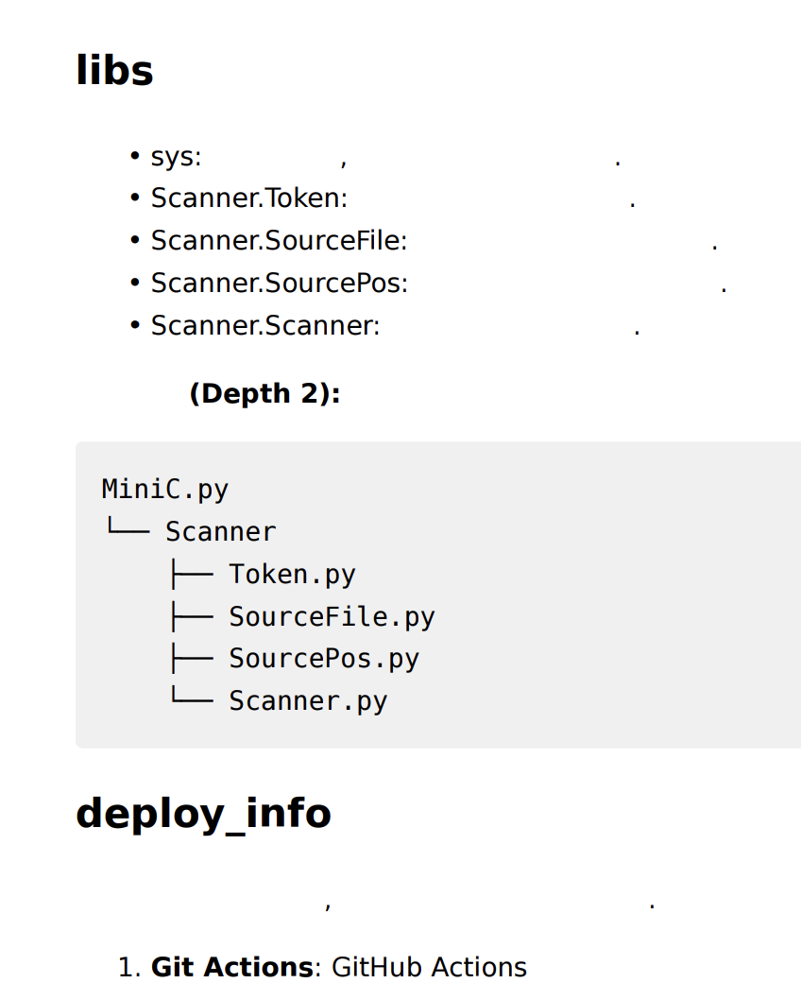 libs
• sys: , .
• Scanner.Token: .
• Scanner.SourceFile: .
• Scanner.SourcePos: .
• Scanner.Scanner: .
(Depth 2):
MiniC.py
└── Scanner
    ├── Token.py
    ├── SourceFile.py
    ├── SourcePos.py
    └── Scanner.py
deploy_info
, .
1. Git Actions: GitHub Actions